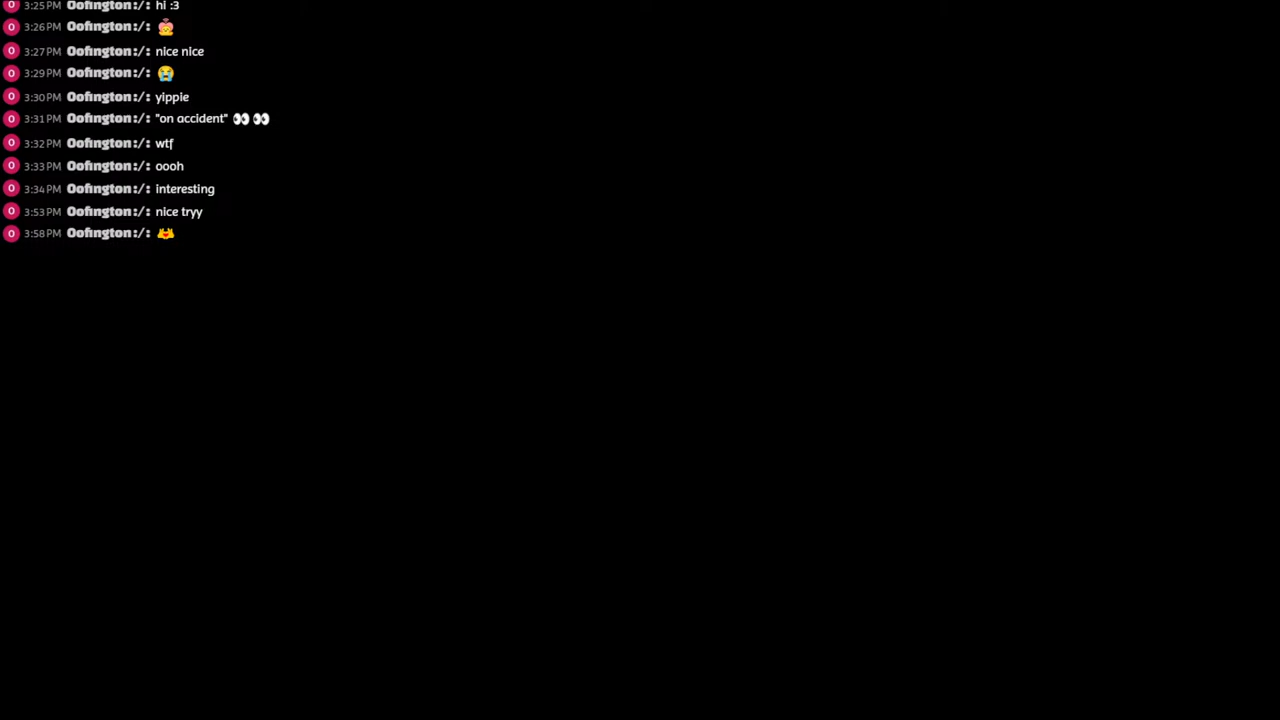 O 3:25 PM Oofington:/: hi :3
O 3:26 PM Oofington:/:
O 3:27 PM Oofington:/: nice nice
O 3:29 PM Oofington:/: 😭
O 3:30 PM Oofington:/: yippie
O 3:31 PM Oofington:/: "on accident" 👀 👀
O 3:32 PM Oofington:/: wtf
O 3:33 PM Oofington:/: oooh
O 3:34 PM Oofington:/: interesting
O 3:53 PM Oofington:/: nice tryy
O 3:58 PM Oofington:/: